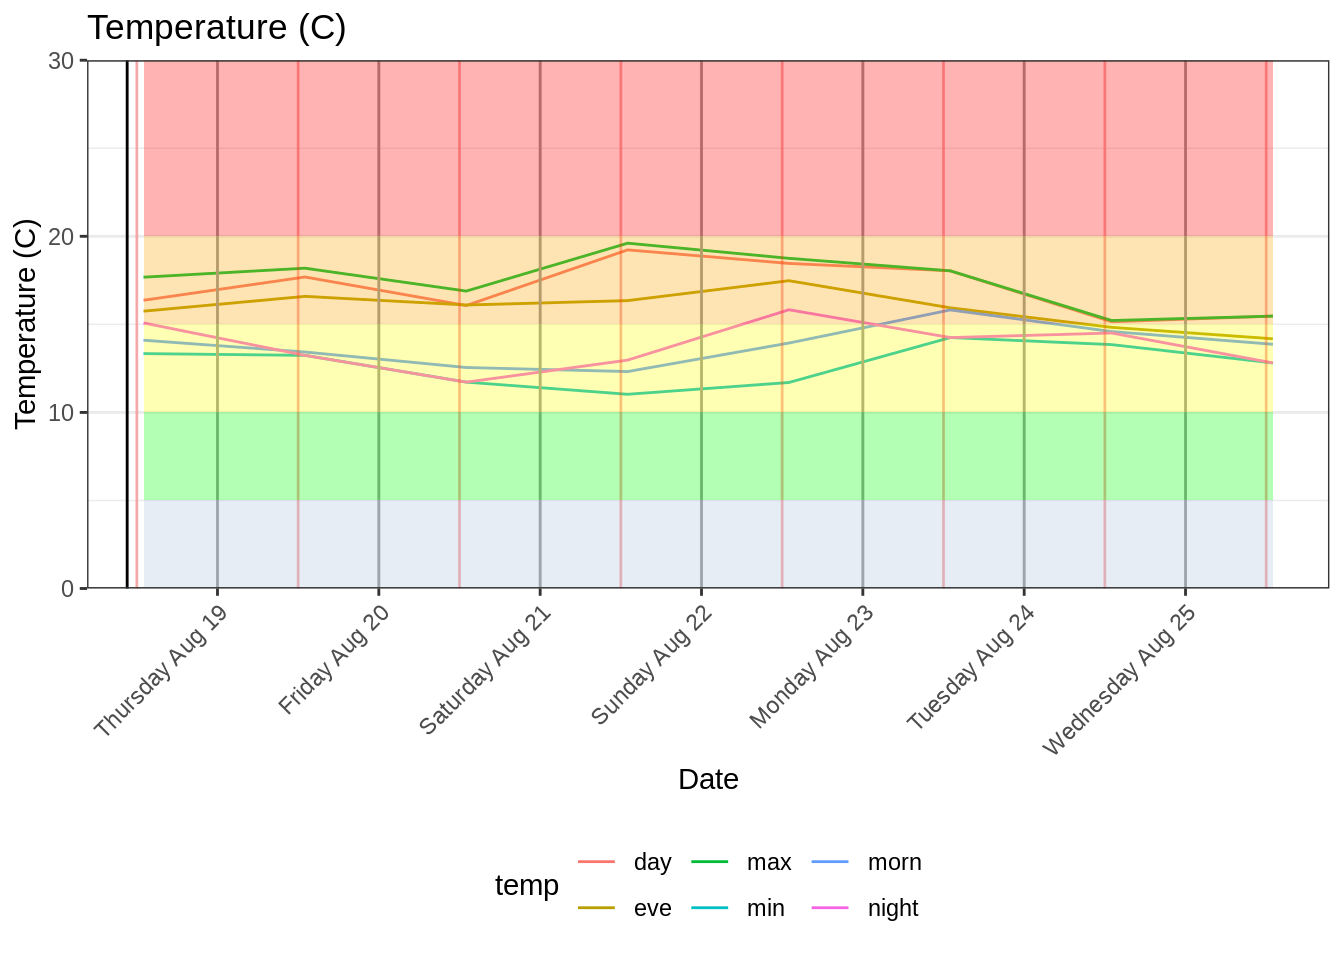 Temperature (C)
Temperature (C)
30
20
10
0
Thursday Aug 19
Friday Aug 20
Saturday Aug 21
Sunday Aug 22
Monday Aug 23
Tuesday Aug 24
Wednesday Aug 25
Date
temp
day
max
morn
eve
min
night